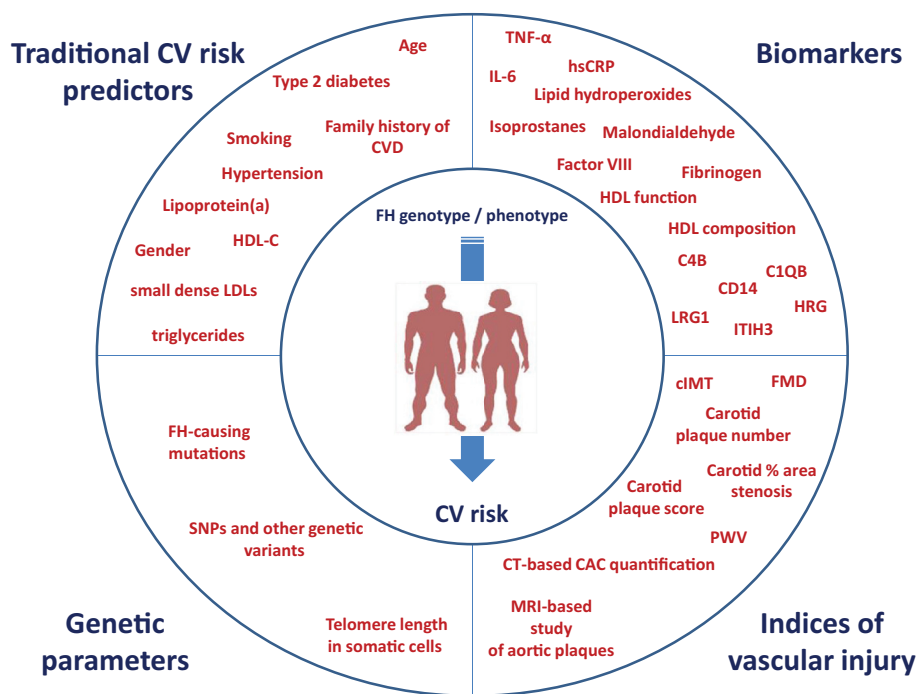 Traditional CV risk
predictors
Age
Type 2 diabetes
Smoking
Family history of
CVD
Hypertension
Lipoprotein(a)
HDL-C
Gender
small dense LDLs
triglycerides
Biomarkers
TNF-α
hsCRP
IL-6
Lipid hydroperoxides
Isoprostanes
Malondialdehyde
Factor VIII
Fibrinogen
HDL function
HDL composition
C4B
C1QB
CD14
HRG
LRG1
ITIH3
FH genotype / phenotype
CV risk
FH-causing
mutations
SNPs and other genetic
variants
Telomere length
in somatic cells
Genetic
parameters
cIMT
FMD
Carotid
plaque number
Carotid % area
stenosis
Carotid
plaque score
PWV
CT-based CAC quantification
MRI-based
study
of aortic plaques
Indices of
vascular injury